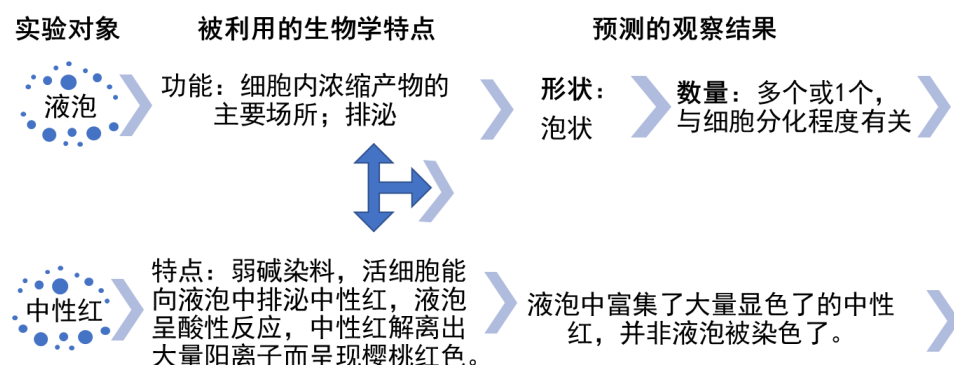 实验对象
被利用的生物学特点
预测的观察结果
液泡
功能：细胞内浓缩产物的
主要场所；排泌
形状：
泡状
数量：多个或1个，
与细胞分化程度有关
中性红
特点：弱碱染料，活细胞能
向液泡中排泌中性红，液泡
呈酸性反应，中性红解离出
大量阳离子而呈现樱桃红色。
液泡中富集了大量显色了的中性
红，并非液泡被染色了。